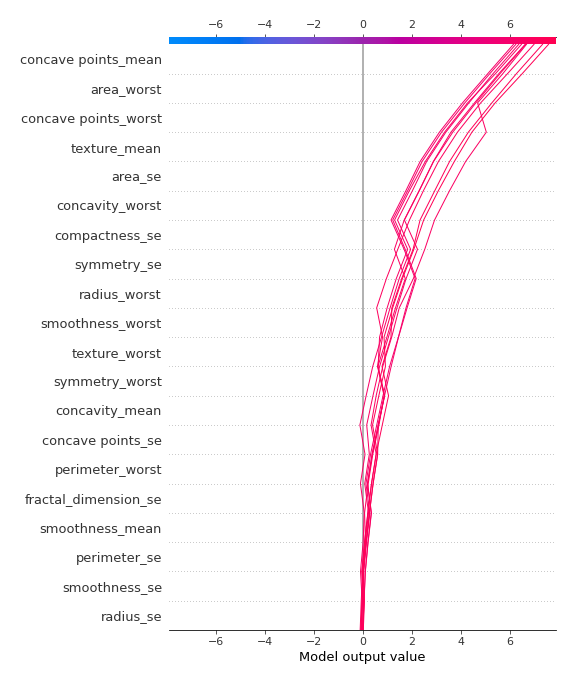 −6 −4 −2 0 2 4 6
concave points_mean
area_worst
concave points_worst
texture_mean
area_se
concavity_worst
compactness_se
symmetry_se
radius_worst
smoothness_worst
texture_worst
symmetry_worst
concavity_mean
concave points_se
perimeter_worst
fractal_dimension_se
smoothness_mean
perimeter_se
smoothness_se
radius_se
−6 −4 −2 0 2 4 6
Model output value